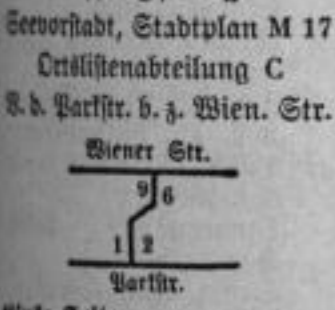 Seevorstadt, Stadtplan M 17
Ortslistenabteilung C
V. d. Parkstr. b. z. Wien. Str.
Wiener Str.
9 6
1 2
Parkstr.